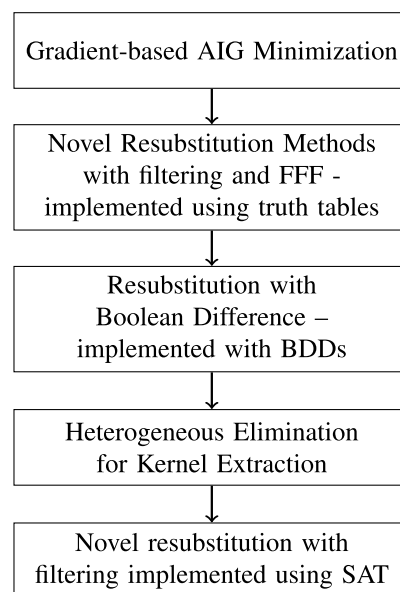 Gradient-based AIG Minimization
Novel Resubstitution Methods
with filtering and FFF -
implemented using truth tables
Resubstitution with
Boolean Difference –
implemented with BDDs
Heterogeneous Elimination
for Kernel Extraction
Novel resubstitution with
filtering implemented using SAT